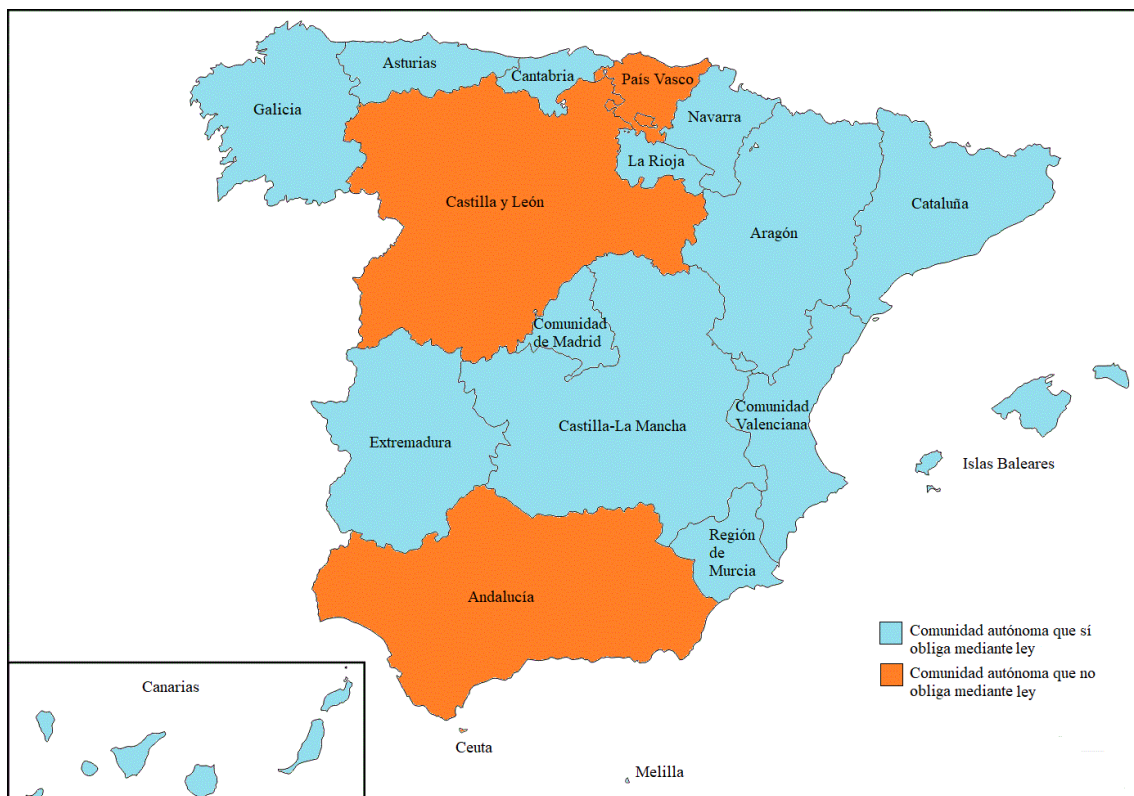 Asturias
Cantabria
País Vasco
Galicia
Navarra
La Rioja
Castilla y León
Cataluña
Aragón
Comunidad
de Madrid
Comunidad
Valenciana
Castilla-La Mancha
Extremadura
Islas Baleares
Región
de
Murcia
Andalucía
Comunidad autónoma que sí
obliga mediante ley
Comunidad autónoma que no
obliga mediante ley
Canarias
Ceuta
Melilla